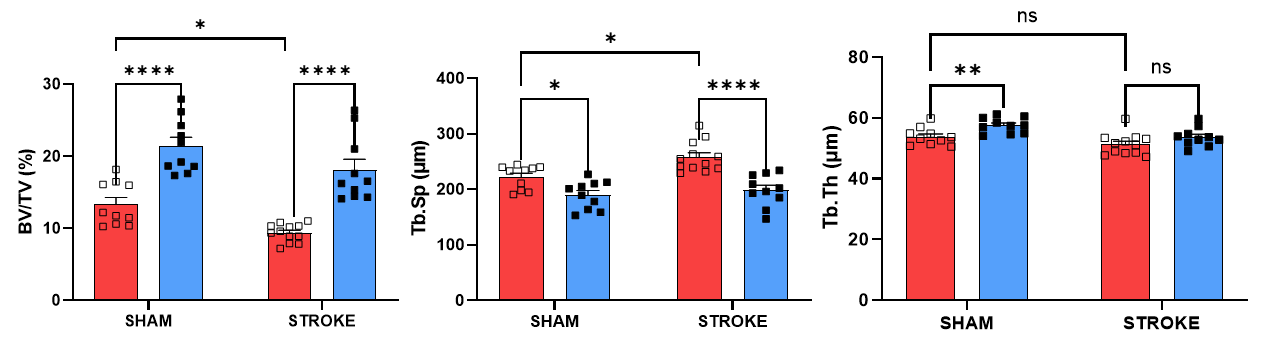 *
****
****
30
20
10
0
BV/TV (%)
SHAM
STROKE
*
*
****
400
300
200
100
0
Tb.Sp (μm)
SHAM
STROKE
ns
**
ns
80
60
40
20
0
Tb.Th (μm)
SHAM
STROKE